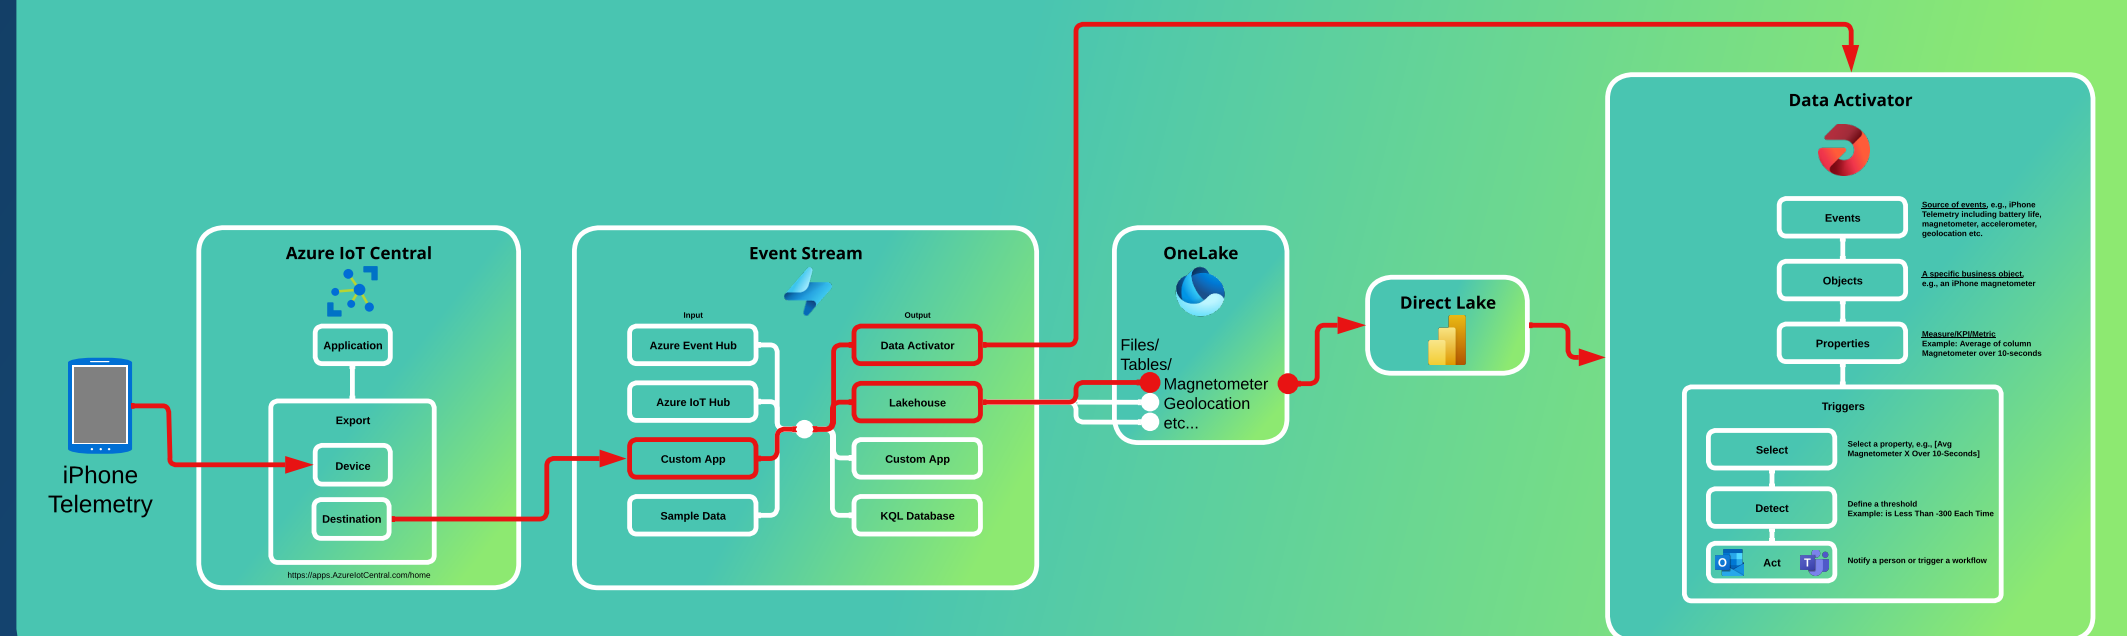 iPhone
Telemetry
Azure IoT Central
Application
Export
Device
Destination
https://apps.AzureIotCentral.com/home
Event Stream
Input
Azure Event Hub
Azure IoT Hub
Custom App
Sample Data
Output
Data Activator
Lakehouse
Custom App
KQL Database
OneLake
Files/
Tables/
Magnetometer
Geolocation
etc...
Direct Lake
Data Activator
Events
Source of events, e.g., iPhone
Telemetry including battery life,
magnetometer, accelerometer,
geolocation etc.
Objects
A specific business object,
e.g., an iPhone magnetometer
Properties
Measure/KPI/Metric
Example: Average of column
Magnetometer over 10-seconds
Triggers
Select
Select a property, e.g., [Avg
Magnetometer X Over 10-Seconds]
Detect
Define a threshold
Example: is Less Than -300 Each Time
O
Act
T
Notify a person or trigger a workflow